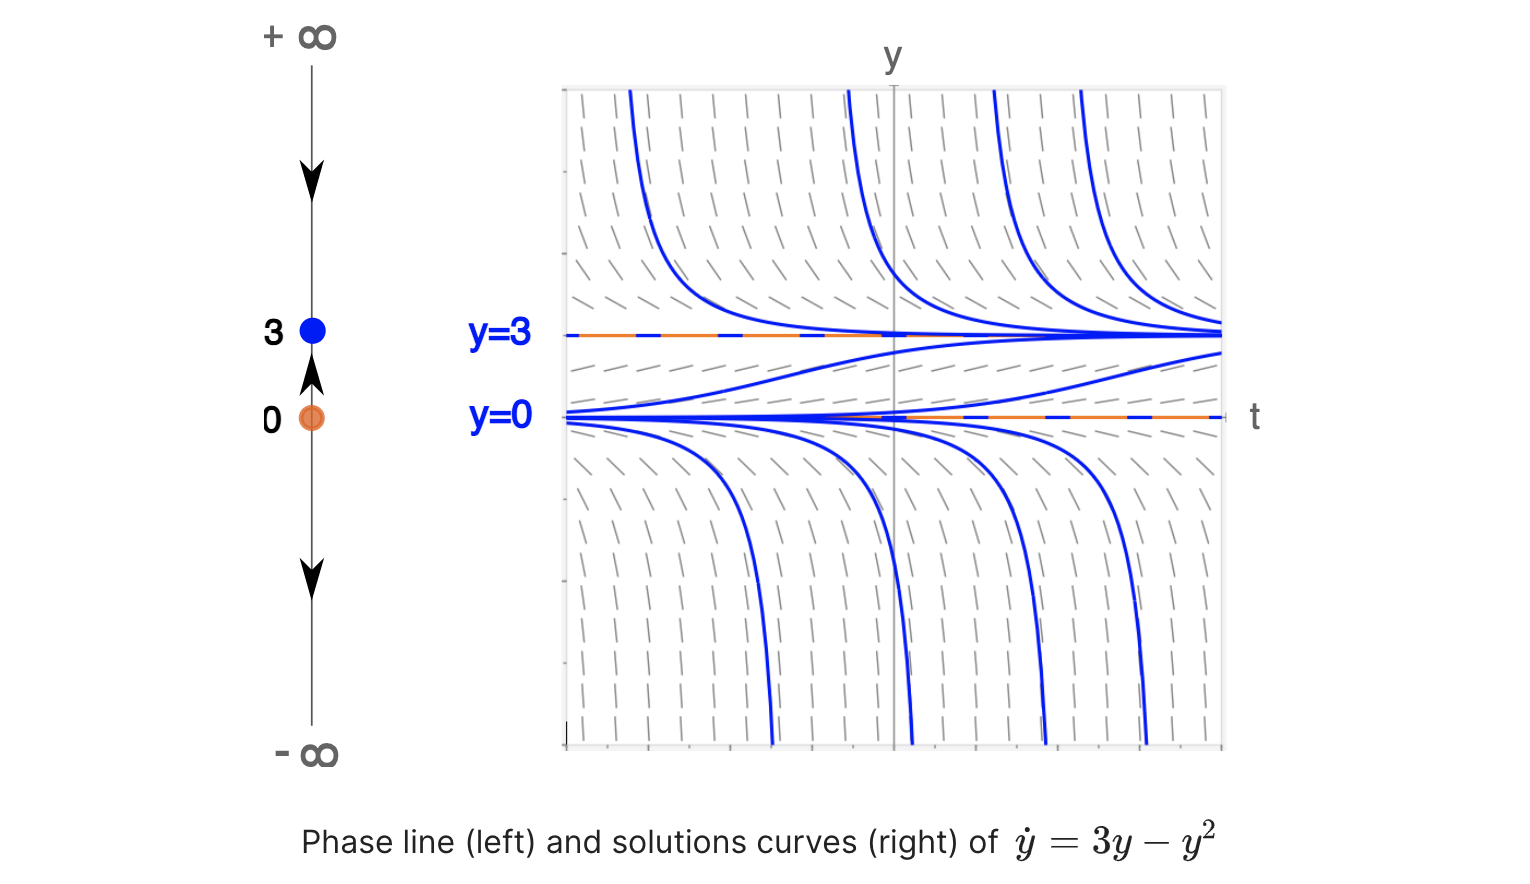 + ∞
y
3
y=3
0
y=0
t
- ∞
Phase line (left) and solutions curves (right) of ẏ = 3y − y²